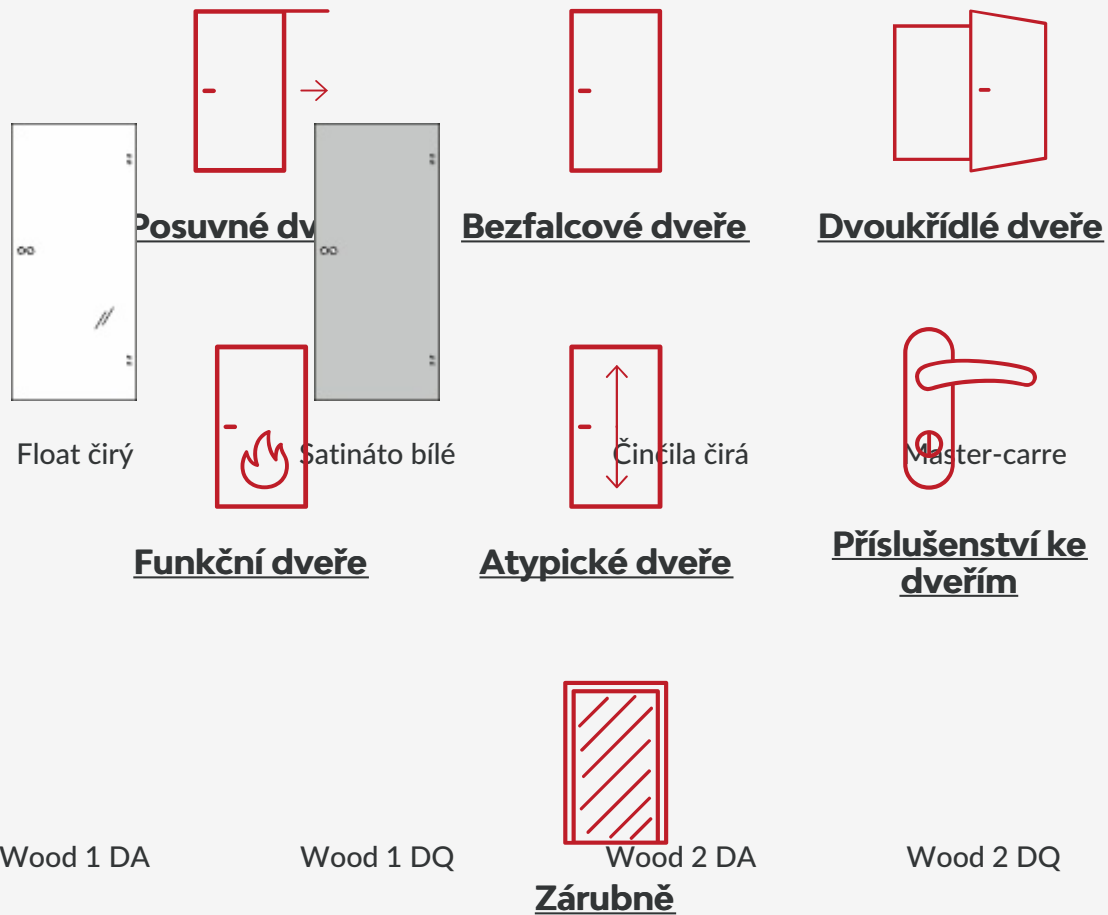 Posuvné dv
Bezfalcové dveře
Dvoukřídlé dveře
Float čirý
Satináto bílé
Činčila čirá
Master-carre
Funkční dveře
Atypické dveře
Příslušenství ke
dveřím
Wood 1 DA
Wood 1 DQ
Wood 2 DA
Wood 2 DQ
Zárubně